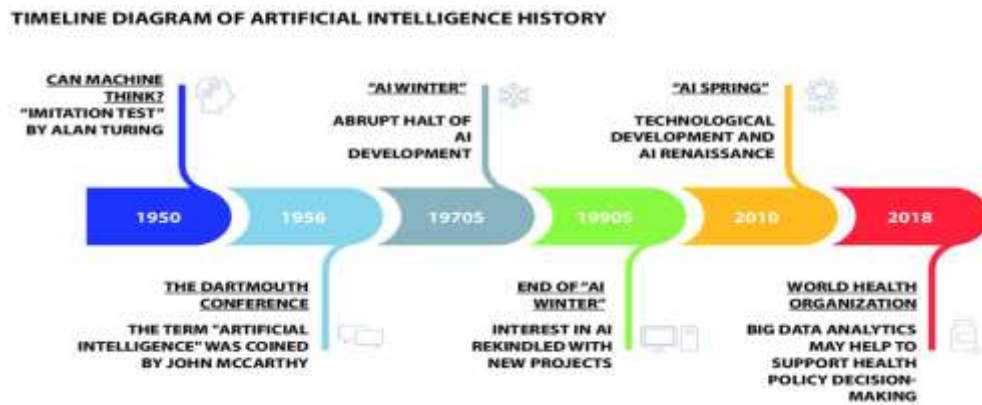 TIMELINE DIAGRAM OF ARTIFICIAL INTELLIGENCE HISTORY
CAN MACHINE
THINK?
"IMITATION TEST"
BY ALAN TURING
"AI WINTER"
ABRUPT HALT OF
AI
DEVELOPMENT
"AI SPRING"
TECHNOLOGICAL
DEVELOPMENT AND
AI RENAISSANCE
1950
1956
1970S
1990S
2010
2018
THE DARTMOUTH
CONFERENCE
THE TERM "ARTIFICIAL
INTELLIGENCE" WAS COINED
BY JOHN MCCARTHY
END OF "AI
WINTER"
INTEREST IN AI
REKINDLED WITH
NEW PROJECTS
WORLD HEALTH
ORGANIZATION
BIG DATA ANALYTICS
MAY HELP TO
SUPPORT HEALTH
POLICY DECISION-
MAKING